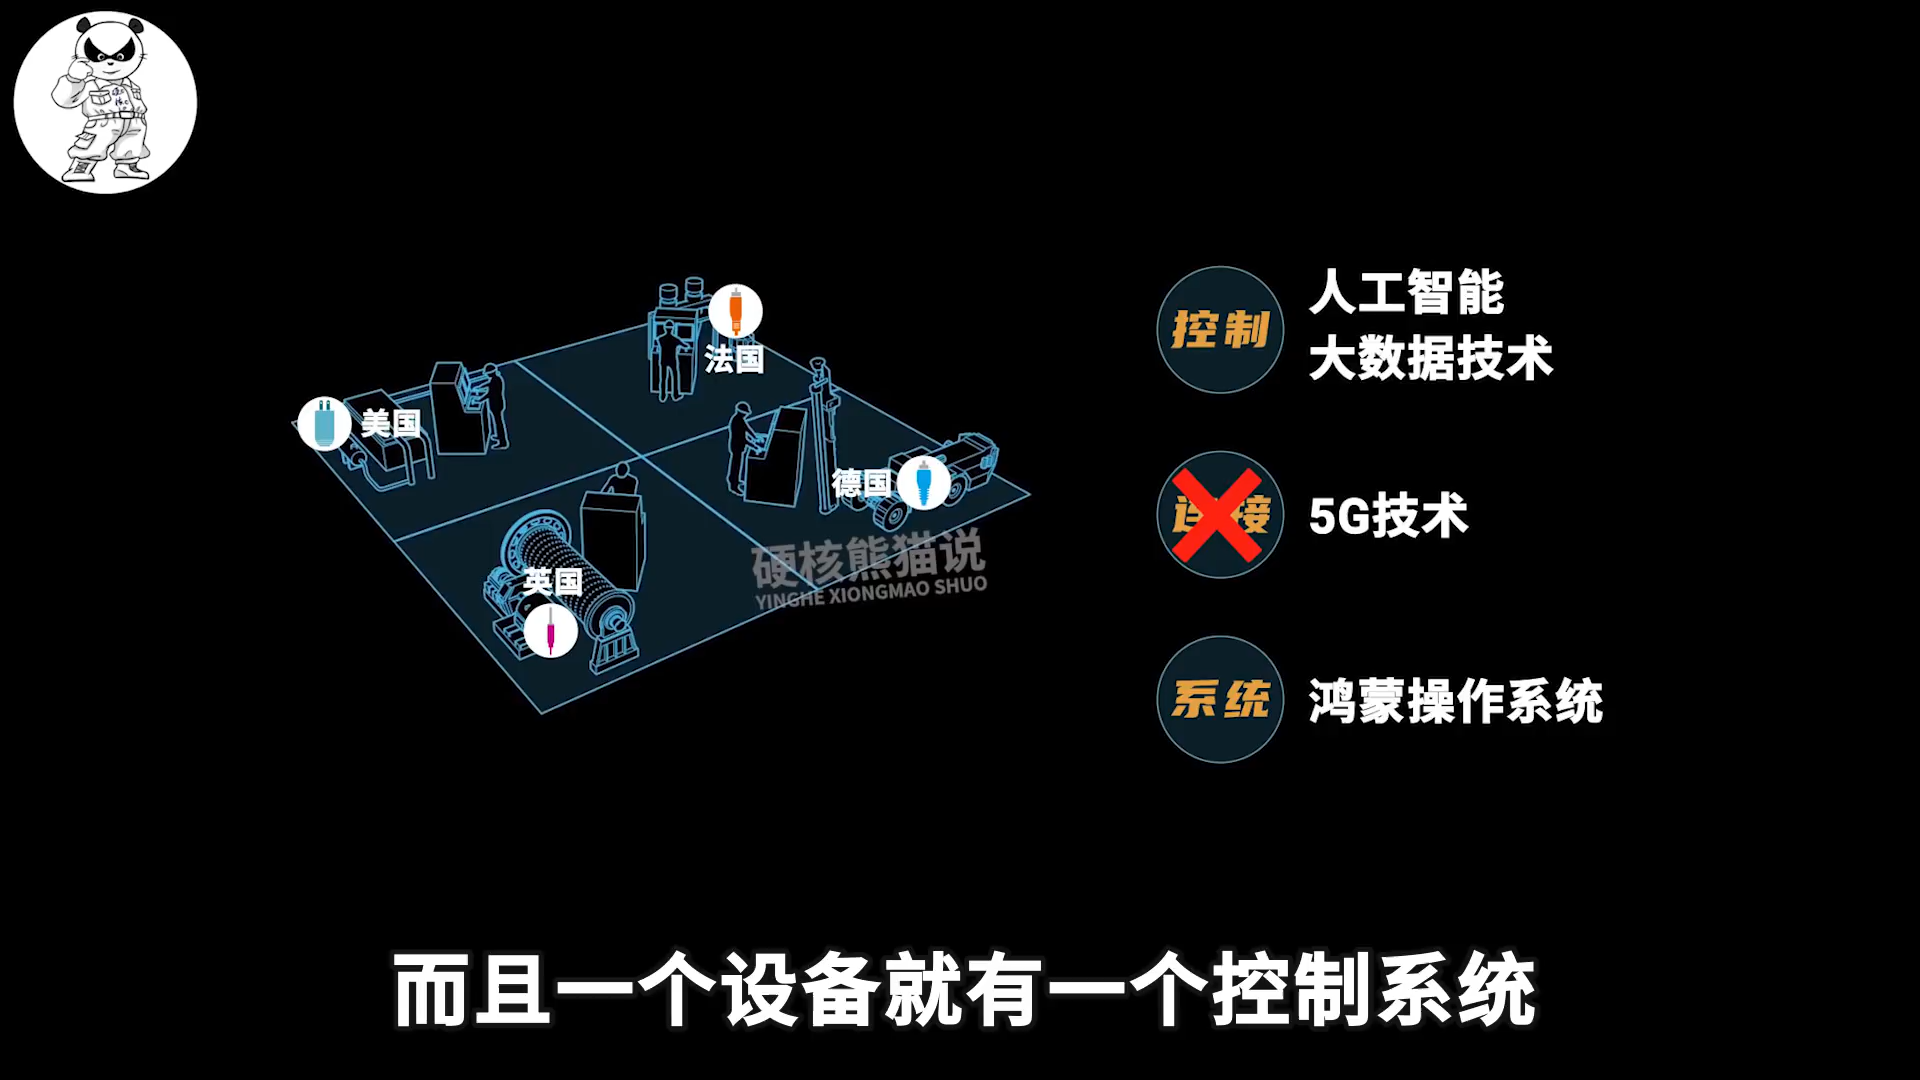 人工智能
大数据技术
控制
法国
美国
德国
接
5G技术
硬核熊猫说
YINGHE XIONGMAO SHUO
英国
系统
鸿蒙操作系统
而且一个设备就有一个控制系统